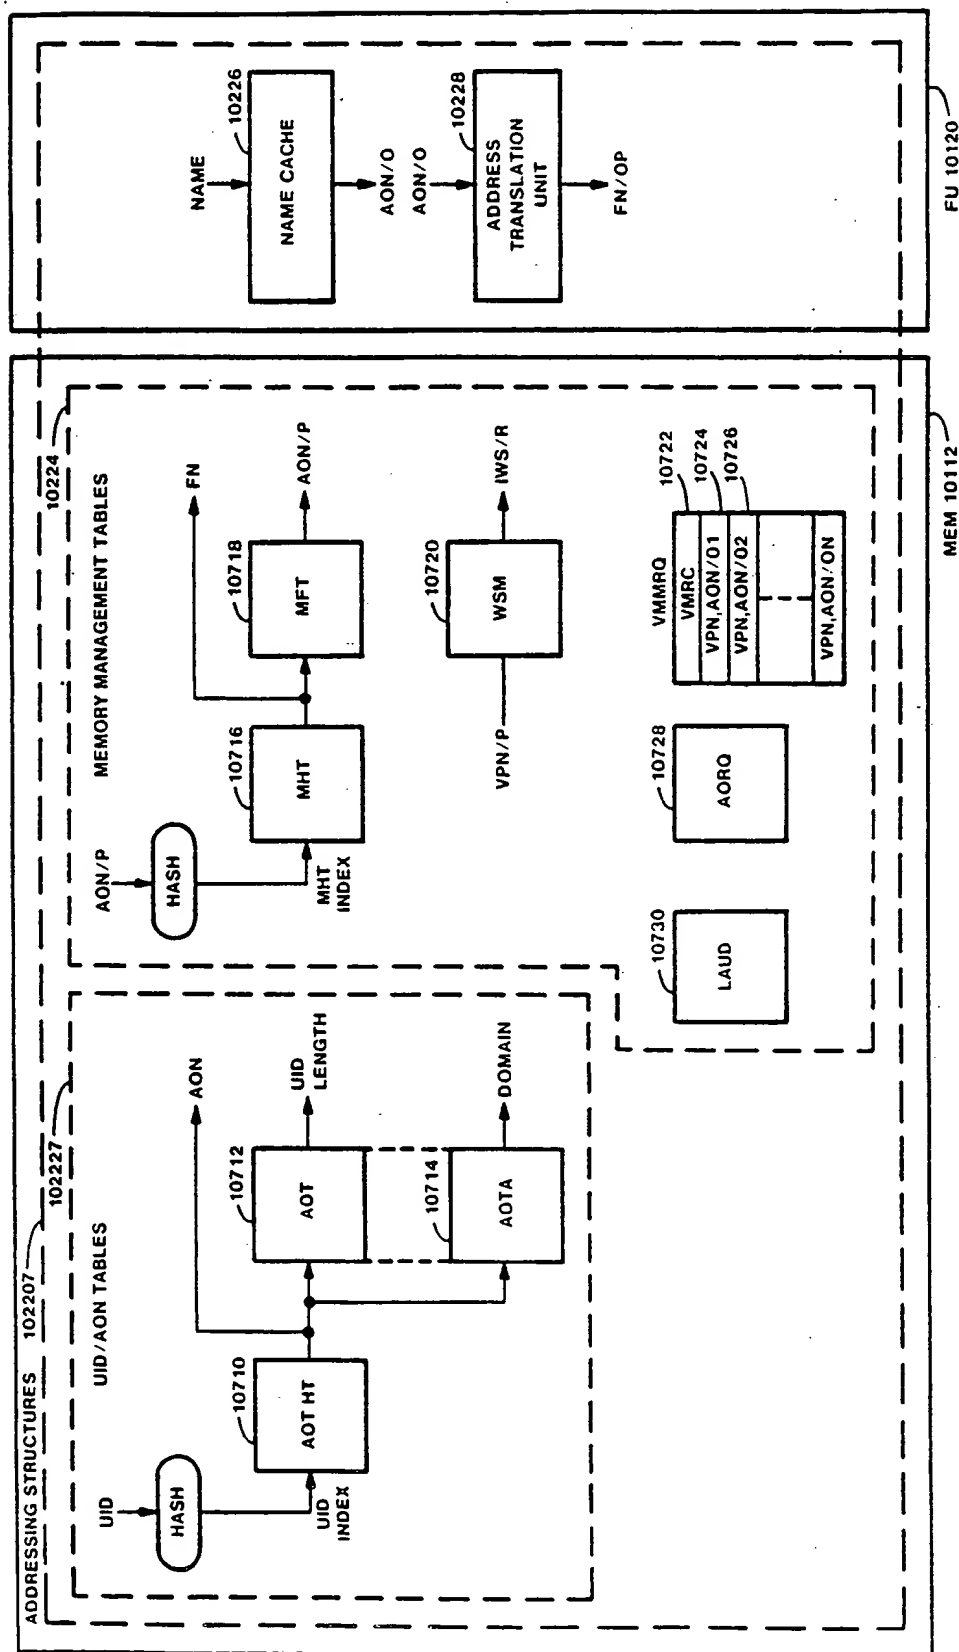 ADDRESSING STRUCTURES 102207
102227
UID/AON TABLES
UID
HASH
UID
INDEX
10710
AOT HT
AON
10712
AOT
UID
LENGTH
10714
AOTA
DOMAIN
10224
MEMORY MANAGEMENT TABLES
AON/P
HASH
MHT
INDEX
10716
MHT
FN
10718
MFT
AON/P
VPN/P
10720
WSM
IWS/R
10730
LAUD
10728
AORQ
VMMRQ
VMRC
10722
VPN,AON/O1
10724
VPN,AON/O2
10726
VPN,AON/ON
MEM 10112
NAME
10226
NAME CACHE
AON/O
AON/O
10228
ADDRESS
TRANSLATION
UNIT
FN/OP
FU 10120